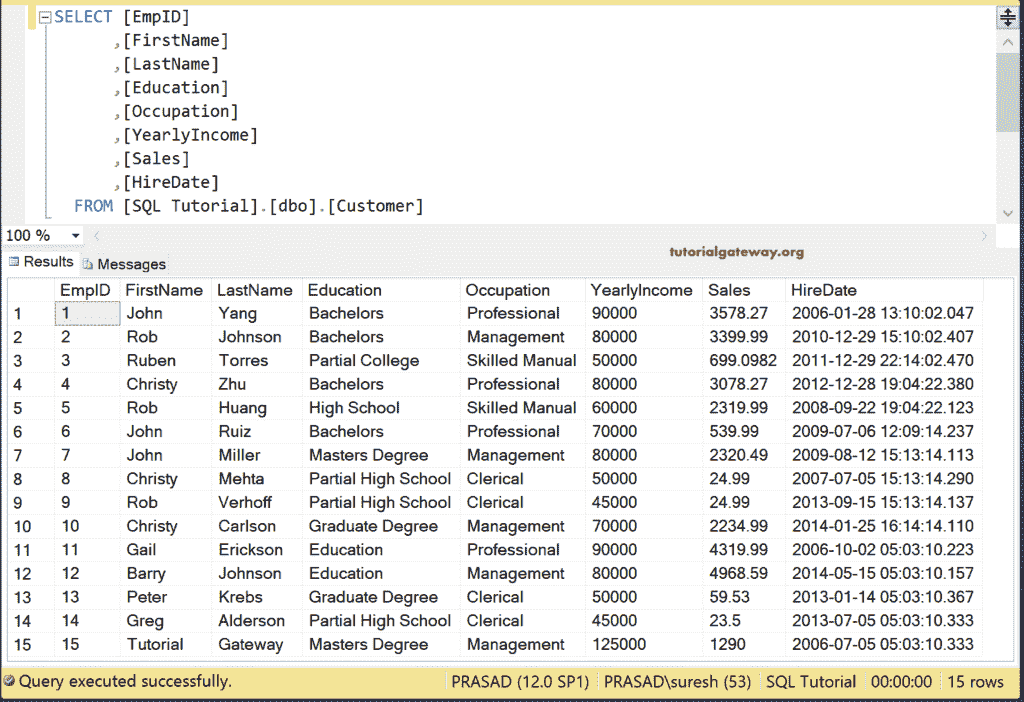 SELECT [EmpID]
,[FirstName]
,[LastName]
,[Education]
,[Occupation]
,[YearlyIncome]
,[Sales]
,[HireDate]
FROM [SQL Tutorial].[dbo].[Customer]
100 %
tutorialgateway.org
Results Messages
EmpID FirstName LastName Education Occupation YearlyIncome Sales HireDate
1 1 John Yang Bachelors Professional 90000 3578.27 2006-01-28 13:10:02.047
2 2 Rob Johnson Bachelors Management 80000 3399.99 2010-12-29 15:10:02.407
3 3 Ruben Torres Partial College Skilled Manual 50000 699.0982 2011-12-29 22:14:02.470
4 4 Christy Zhu Bachelors Professional 80000 3078.27 2012-12-28 19:04:22.380
5 5 Rob Huang High School Skilled Manual 60000 2319.99 2008-09-22 19:04:22.123
6 6 John Ruiz Bachelors Professional 70000 539.99 2009-07-06 12:09:14.237
7 7 John Miller Masters Degree Management 80000 2320.49 2009-08-12 15:13:14.113
8 8 Christy Mehta Partial High School Clerical 50000 24.99 2007-07-05 15:13:14.290
9 9 Rob Verhoff Partial High School Clerical 45000 24.99 2013-09-15 15:13:14.137
10 10 Christy Carlson Graduate Degree Management 70000 2234.99 2014-01-25 16:14:14.110
11 11 Gail Erickson Education Professional 90000 4319.99 2006-10-02 05:03:10.223
12 12 Barry Johnson Education Management 80000 4968.59 2014-05-15 05:03:10.157
13 13 Peter Krebs Graduate Degree Clerical 50000 59.53 2013-01-14 05:03:10.367
14 14 Greg Alderson Partial High School Clerical 45000 23.5 2013-07-05 05:03:10.333
15 15 Tutorial Gateway Masters Degree Management 125000 1290 2006-07-05 05:03:10.333
Query executed successfully. PRASAD (12.0 SP1) PRASAD\suresh (53) SQL Tutorial 00:00:00 15 rows